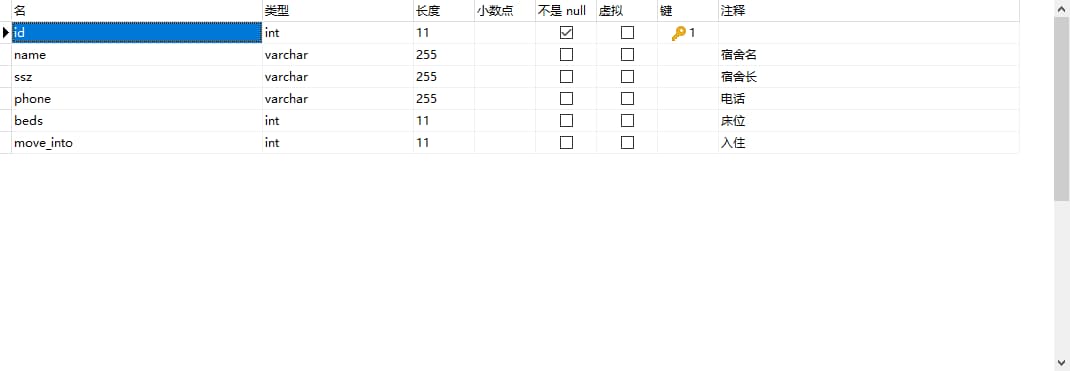 名 类型 长度 小数点 不是 null 虚拟 键 注释
id int 11 1
name varchar 255 宿舍名
ssz varchar 255 宿舍长
phone varchar 255 电话
beds int 11 床位
move_into int 11 入住